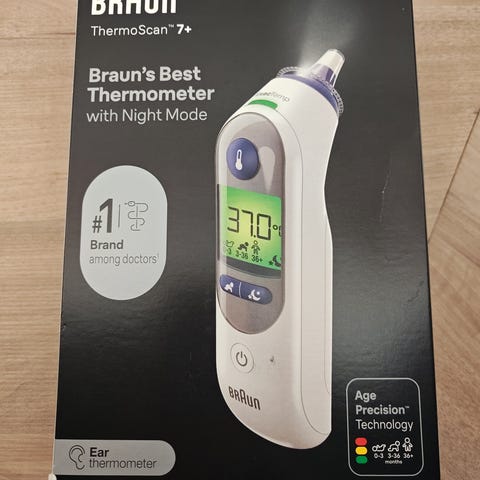 BRAUN
ThermoScan™ 7+
Braun's Best
Thermometer
with Night Mode
#1
Brand
among doctors¹
37.0°
0-3 3-36 36+
BRAUN
Age
Precision™
Technology
0-3 3-36 36+
months
Ear
thermometer